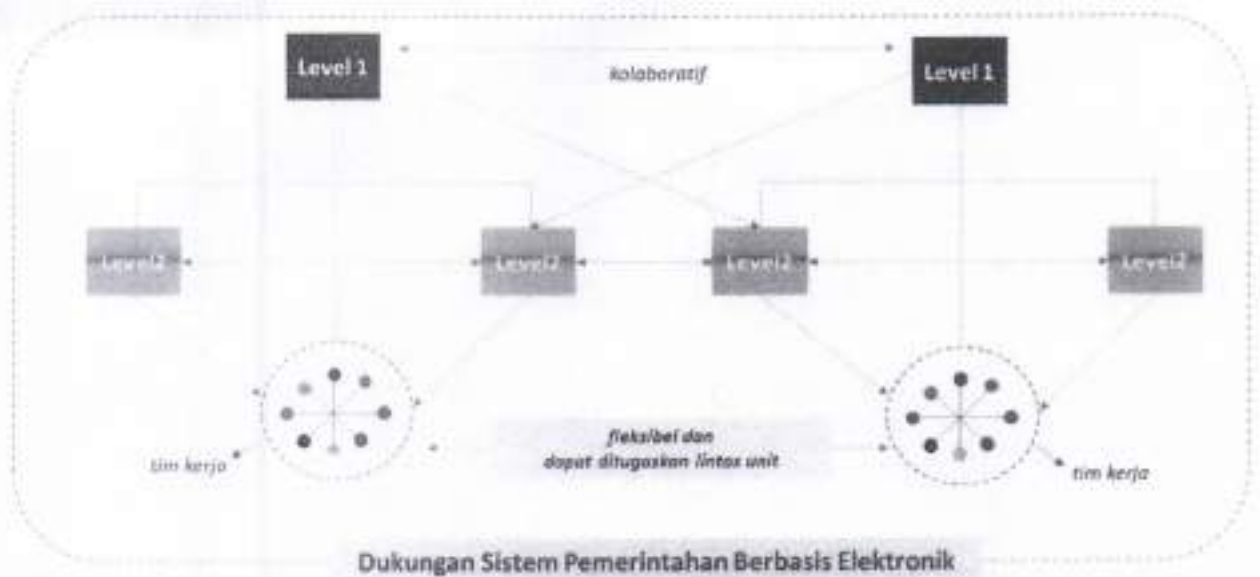 Level 1
Level 1
kolaboratif
Level2
Level2
Level2
Level2
fleksibel dan
dapat ditugaskan lintas unit
tim kerja
tim kerja
Dukungan Sistem Pemerintahan Berbasis Elektronik